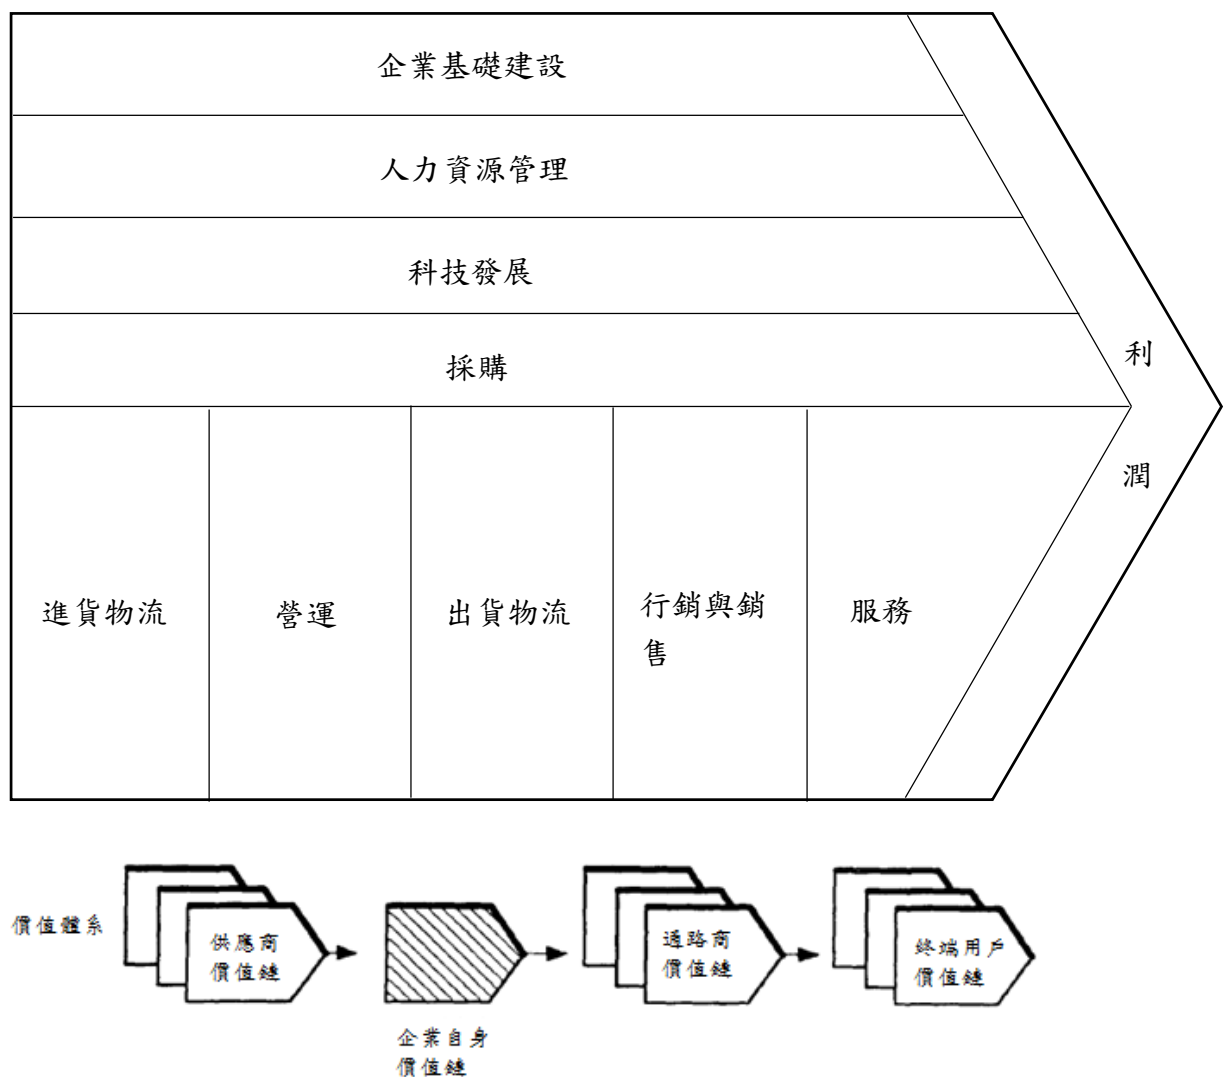 企業基礎建設
人力資源管理
科技發展
採購
利
潤
進貨物流
營運
出貨物流
行銷與銷
售
服務
價值體系
供應商
價值鏈
企業自身
價值鏈
通路商
價值鏈
終端用戶
價值鏈